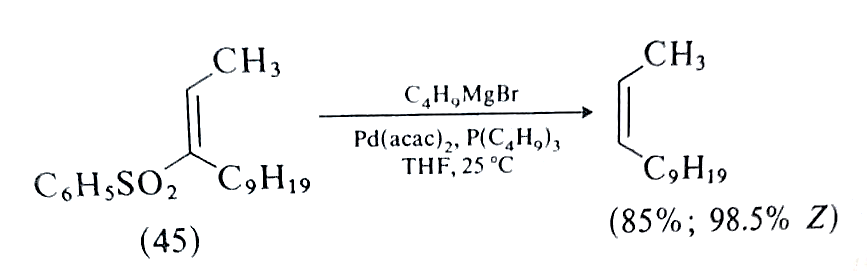 CH₃
C₆H₅SO₂
C₉H₁₉
(45)
C₄H₉MgBr
Pd(acac)₂, P(C₄H₉)₃
THF, 25 °C
CH₃
C₉H₁₉
(85%; 98.5% Z)